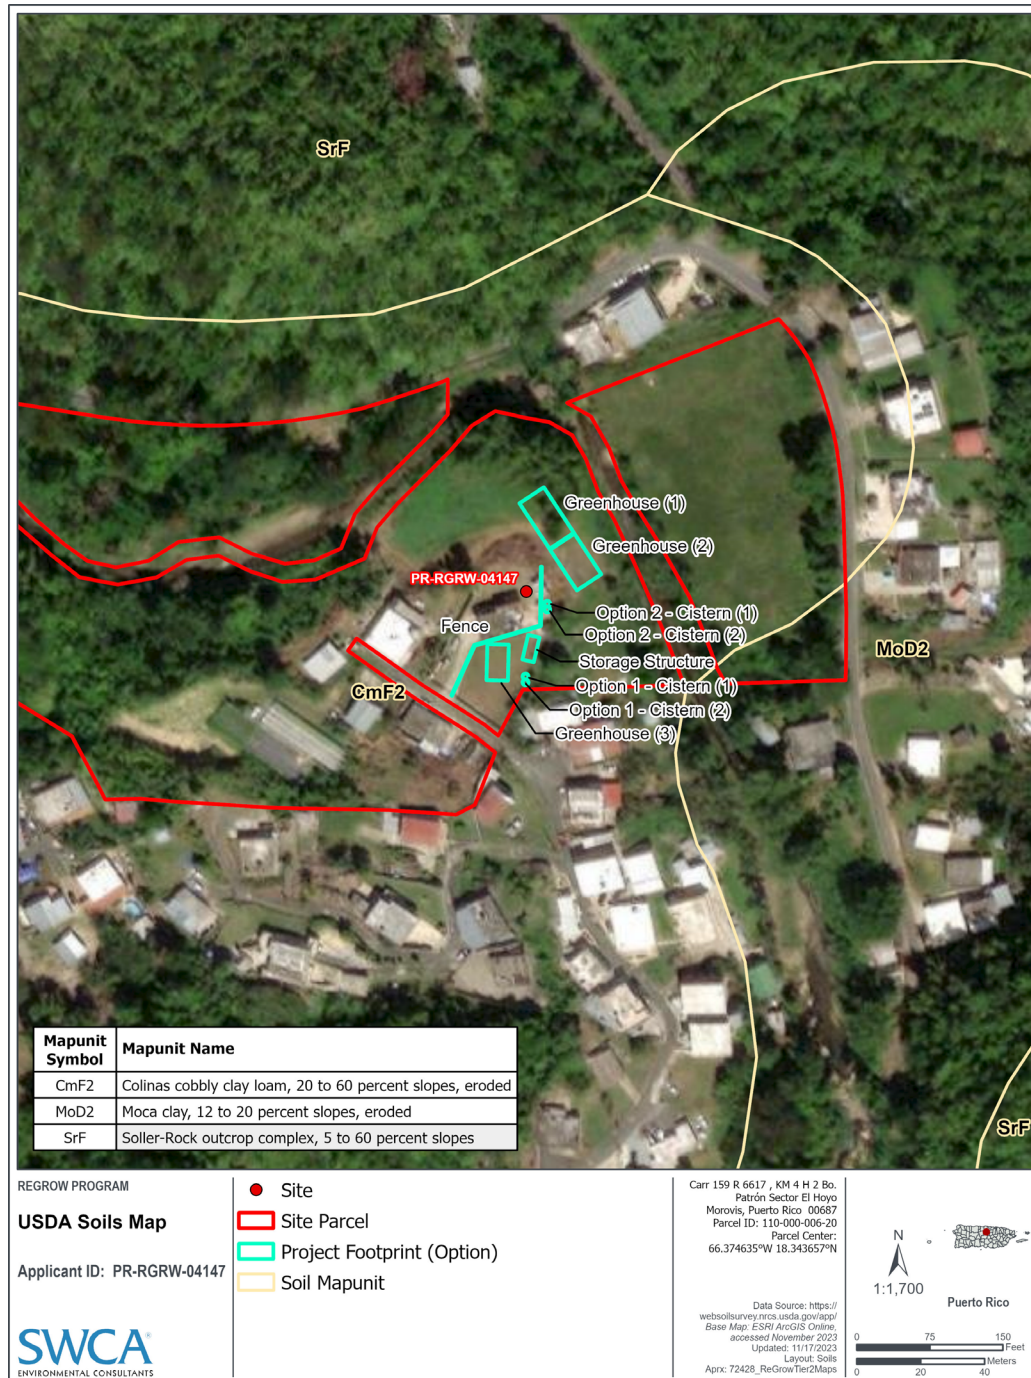 SrF
Greenhouse (1)
Greenhouse (2)
PR-RGRW-04147
Option 2 - Cistern (1)
Fence
Option 2 - Cistern (2)
Storage Structure
MoD2
Option 1 - Cistern (1)
CmF2
Option 1 - Cistern (2)
Greenhouse (3)
Mapunit Symbol Mapunit Name
CmF2 Colinas cobbly clay loam, 20 to 60 percent slopes, eroded
MoD2 Moca clay, 12 to 20 percent slopes, eroded
SrF Soller-Rock outcrop complex, 5 to 60 percent slopes
SrF
REGROW PROGRAM
USDA Soils Map
Applicant ID: PR-RGRW-04147
SWCA®
ENVIRONMENTAL CONSULTANTS
Site
Site Parcel
Project Footprint (Option)
Soil Mapunit
Carr 159 R 6617 , KM 4 H 2 Bo.
Patrón Sector El Hoyo
Morovis, Puerto Rico 00687
Parcel ID: 110-000-006-20
Parcel Center:
66.374635°W 18.343657°N
Data Source: https://
websoilsurvey.nrcs.usda.gov/app/
Base Map: ESRI ArcGIS Online,
accessed November 2023
Updated: 11/17/2023
Layout: Soils
Aprx: 72428_ReGrowTier2Maps
N
1:1,700
Puerto Rico
0 75 150
Feet
Meters
0 20 40